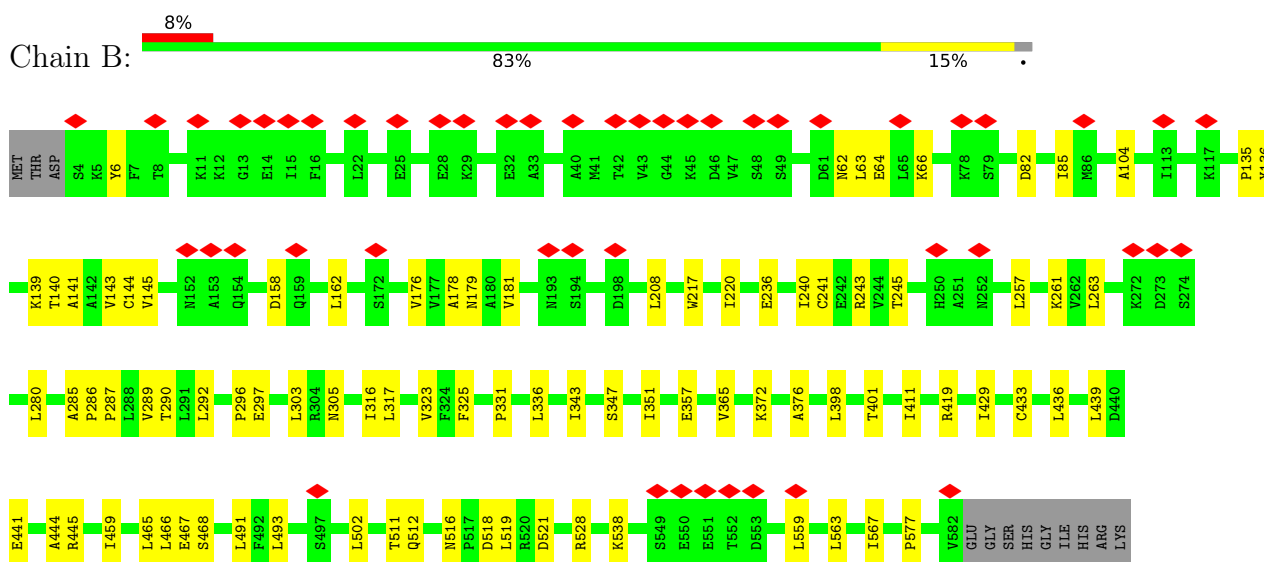 8%
Chain B:
83% 15% •
MET THR ASP S4 K5 Y6 F7 T8 K11 K12 G13 E14 I15 F16 L22 E25 E28 K29 E32 A33 A40 M41 T42 V43 G44 K45 D46 V47 S48 S49 D61 N62 L63 E64 L65 K66 K78 S79 D82 I85 M86 A104 I113 K117 P135 Y136
K139 T140 A141 A142 V143 C144 V145 N152 A153 Q154 D158 Q159 L162 S172 V176 V177 A178 N179 A180 V181 N193 S194 D198 L208 W217 I220 E236 I240 C241 E242 R243 V244 T245 H250 A251 N252 L257 K261 V262 L263 K272 D273 S274
L280 A285 P286 P287 L288 V289 T290 L291 L292 P296 E297 L303 R304 N305 I316 L317 V323 F324 F325 P331 L336 I343 S347 I351 E357 V365 K372 A376 L398 T401 I411 R419 I429 C433 L436 L439 D440
E441 A444 R445 I459 L465 L466 E467 S468 L491 F492 L493 S497 L502 T511 Q512 N516 P517 D518 L519 R520 D521 R528 K538 S549 E550 E551 T552 D553 L559 L563 I567 P577 V582 GLU GLY SER HIS GLY ILE HIS ARG LYS